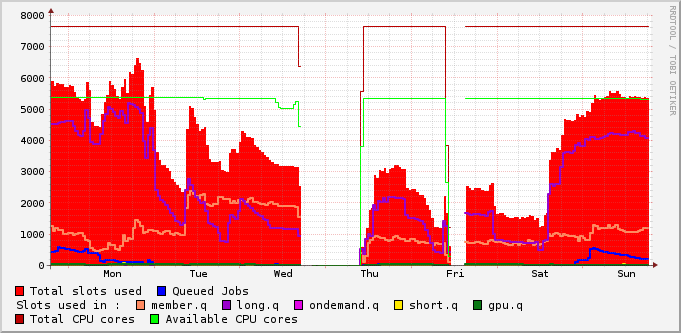 8000
7000
6000
5000
4000
3000
2000
1000
0
Mon Tue Wed Thu Fri Sat Sun
RRDTOOL / TOBI OETIKER
Total slots used Queued Jobs
Slots used in : member.q long.q ondemand.q short.q gpu.q
Total CPU cores Available CPU cores